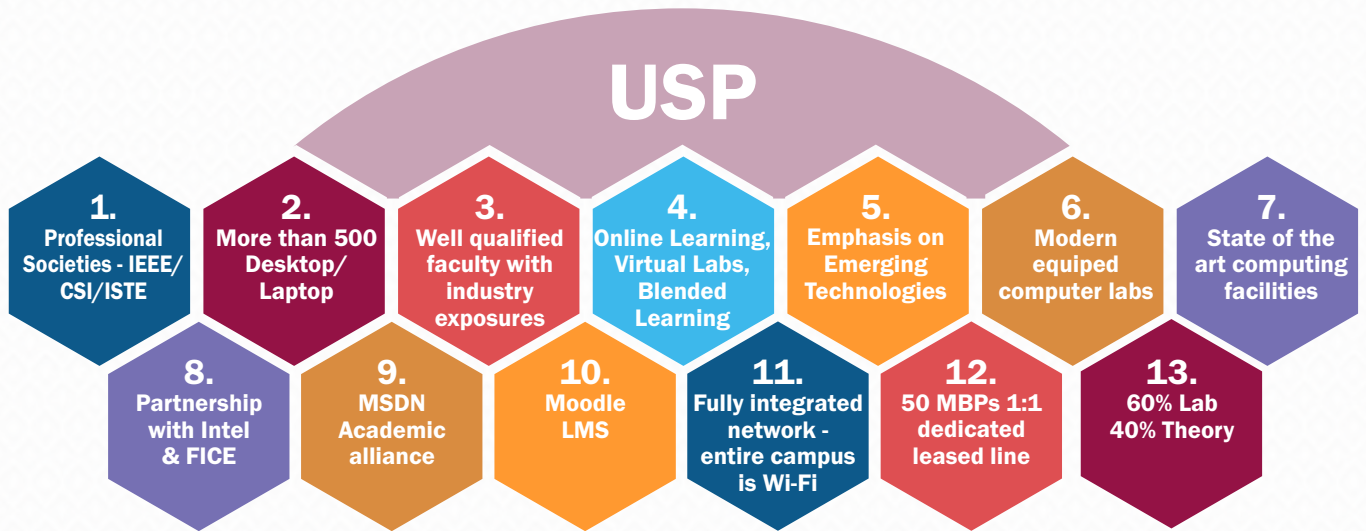 USP
1.
Professional
Societies - IEEE/
CSI/ISTE
2.
More than 500
Desktop/
Laptop
3.
Well qualified
faculty with
industry
exposures
4.
Online Learning,
Virtual Labs,
Blended
Learning
5.
Emphasis on
Emerging
Technologies
6.
Modern
equiped
computer labs
7.
State of the
art computing
facilities
8.
Partnership
with Intel
& FICE
9.
MSDN
Academic
alliance
10.
Moodle
LMS
11.
Fully integrated
network -
entire campus
is Wi-Fi
12.
50 MBPs 1:1
dedicated
leased line
13.
60% Lab
40% Theory